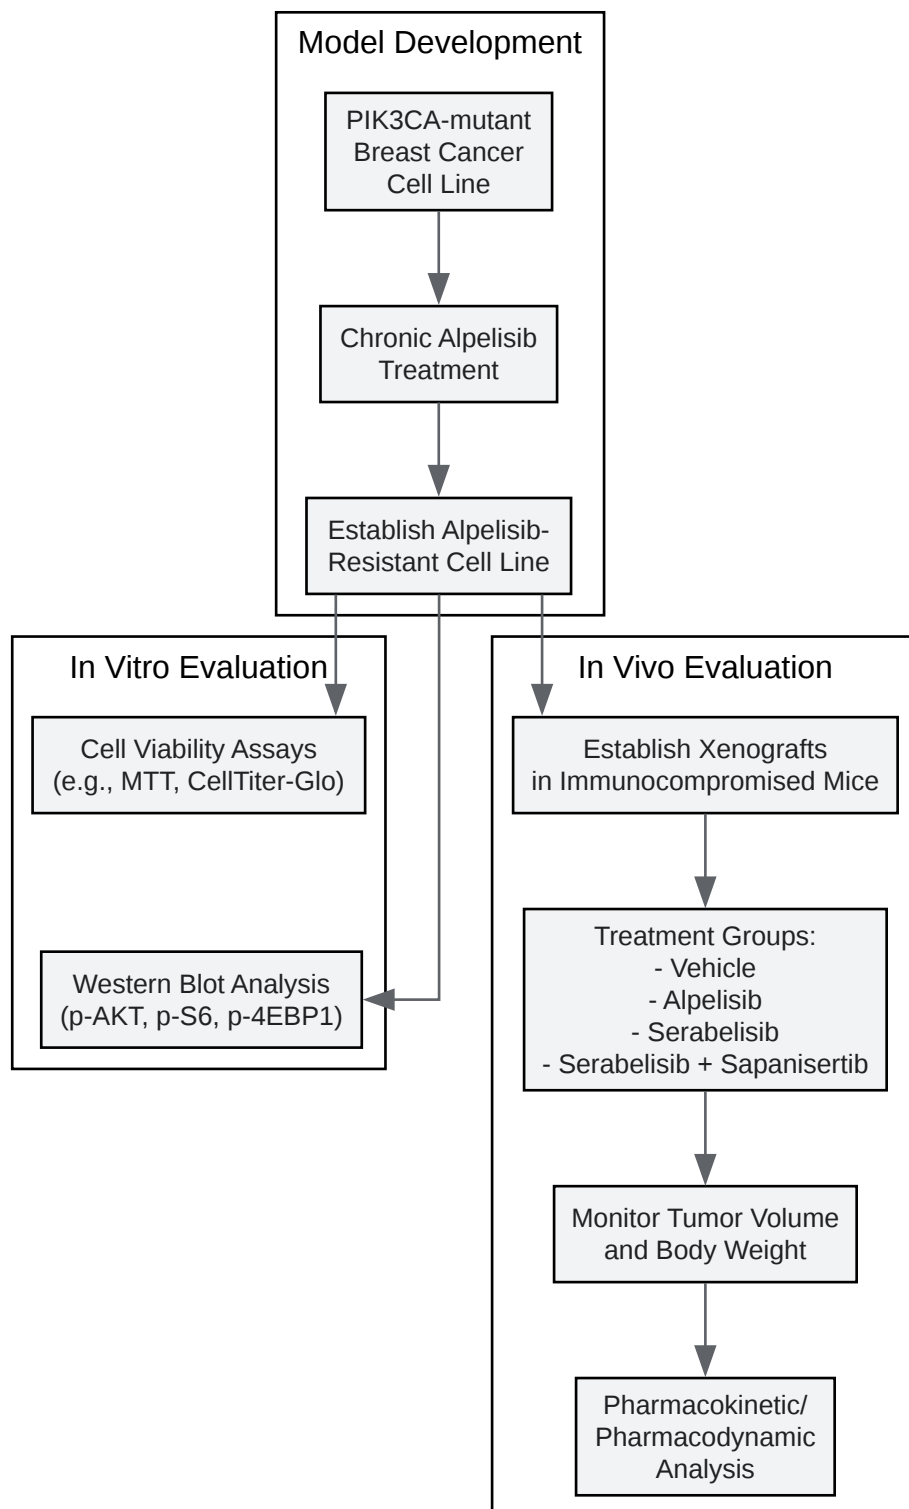 Model Development
PIK3CA-mutant
Breast Cancer
Cell Line
Chronic Alpelisib
Treatment
Establish Alpelisib-
Resistant Cell Line
In Vitro Evaluation
Cell Viability Assays
(e.g., MTT, CellTiter-Glo)
Western Blot Analysis
(p-AKT, p-S6, p-4EBP1)
In Vivo Evaluation
Establish Xenografts
in Immunocompromised Mice
Treatment Groups:
- Vehicle
- Alpelisib
- Serabelisib
- Serabelisib + Sapanisertib
Monitor Tumor Volume
and Body Weight
Pharmacokinetic/
Pharmacodynamic
Analysis